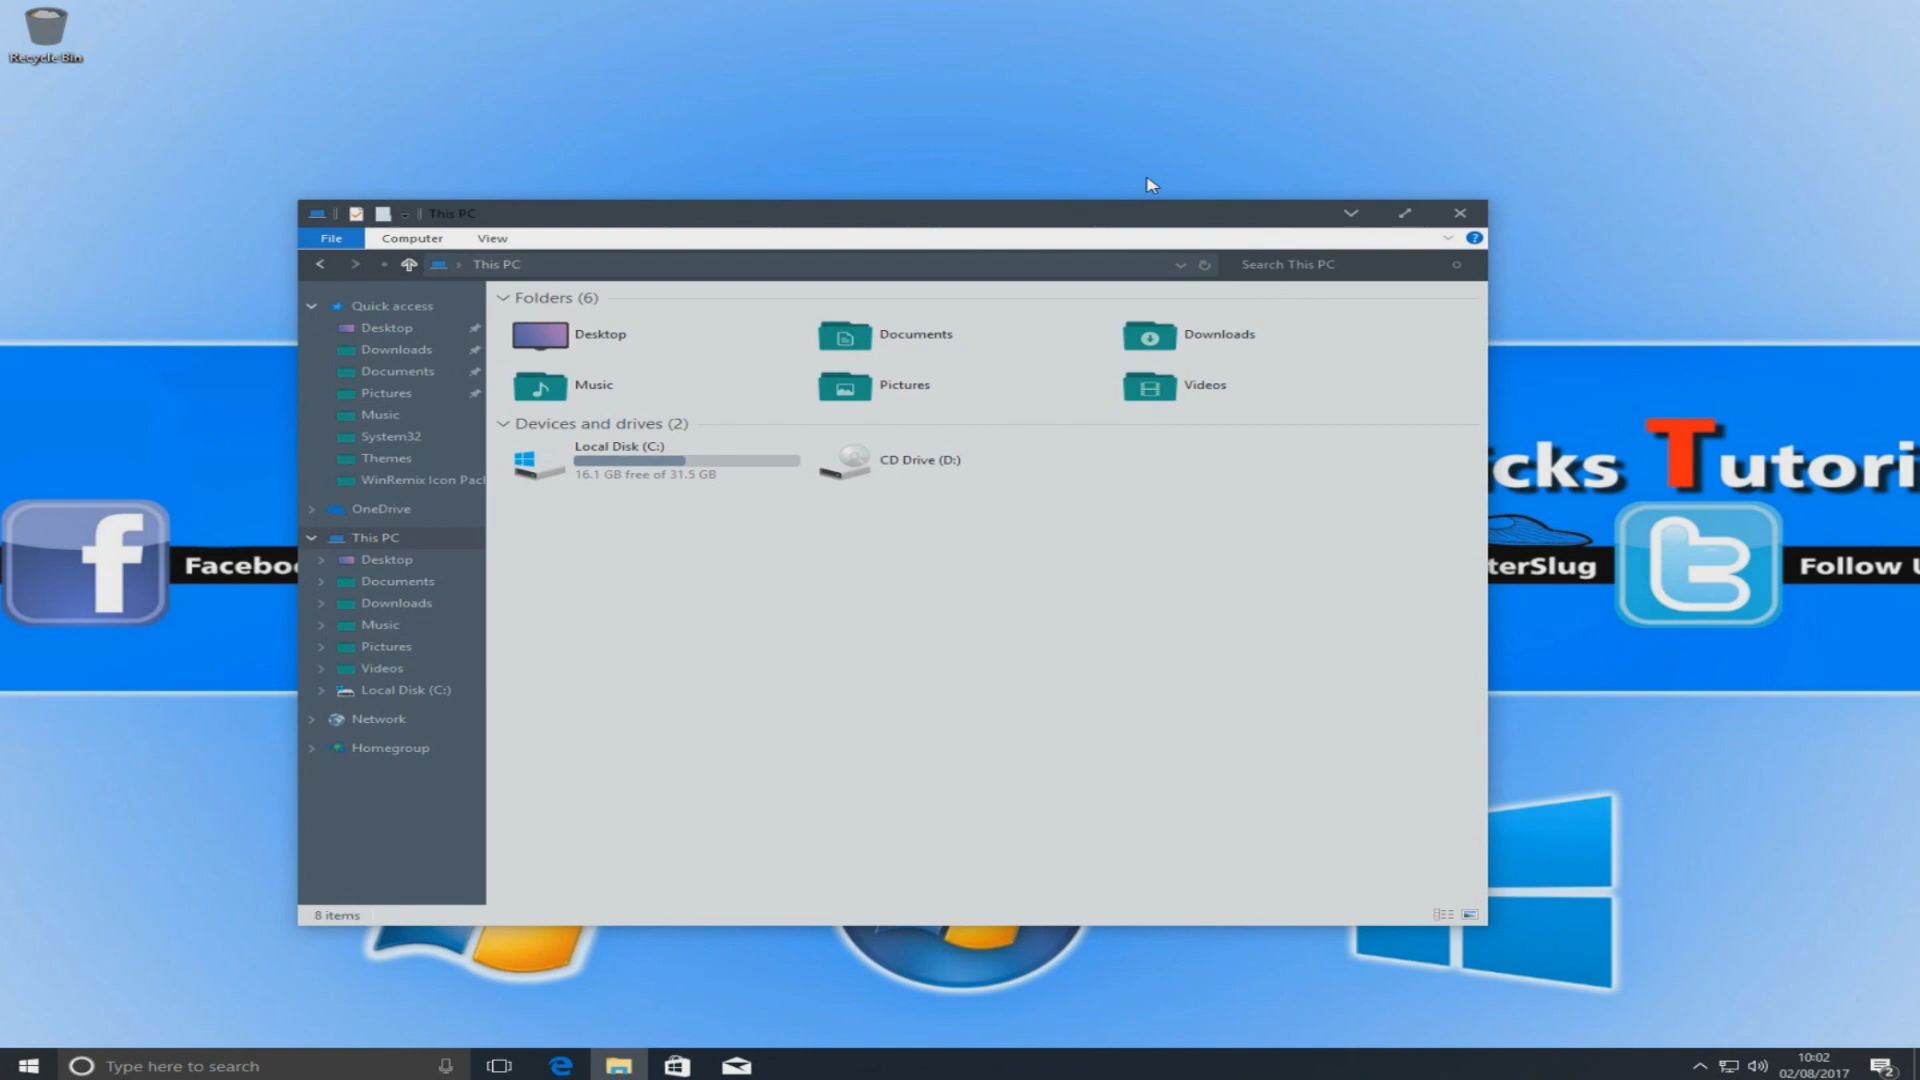 Recycle Bin
This PC
File Computer View
This PC
Search This PC
Quick access
Desktop
Downloads
Documents
Pictures
Music
System32
Themes
WinRemix Icon Pacl
OneDrive
This PC
Desktop
Documents
Downloads
Music
Pictures
Videos
Local Disk (C:)
Network
Homegroup
Folders (6)
Desktop Documents Downloads
Music Pictures Videos
Devices and drives (2)
Local Disk (C:)
16.1 GB free of 31.5 GB
CD Drive (D:)
8 items
icks Tutori
f Faceboo
terSlug
Follow U
Type here to search
10:02
02/08/2017
2